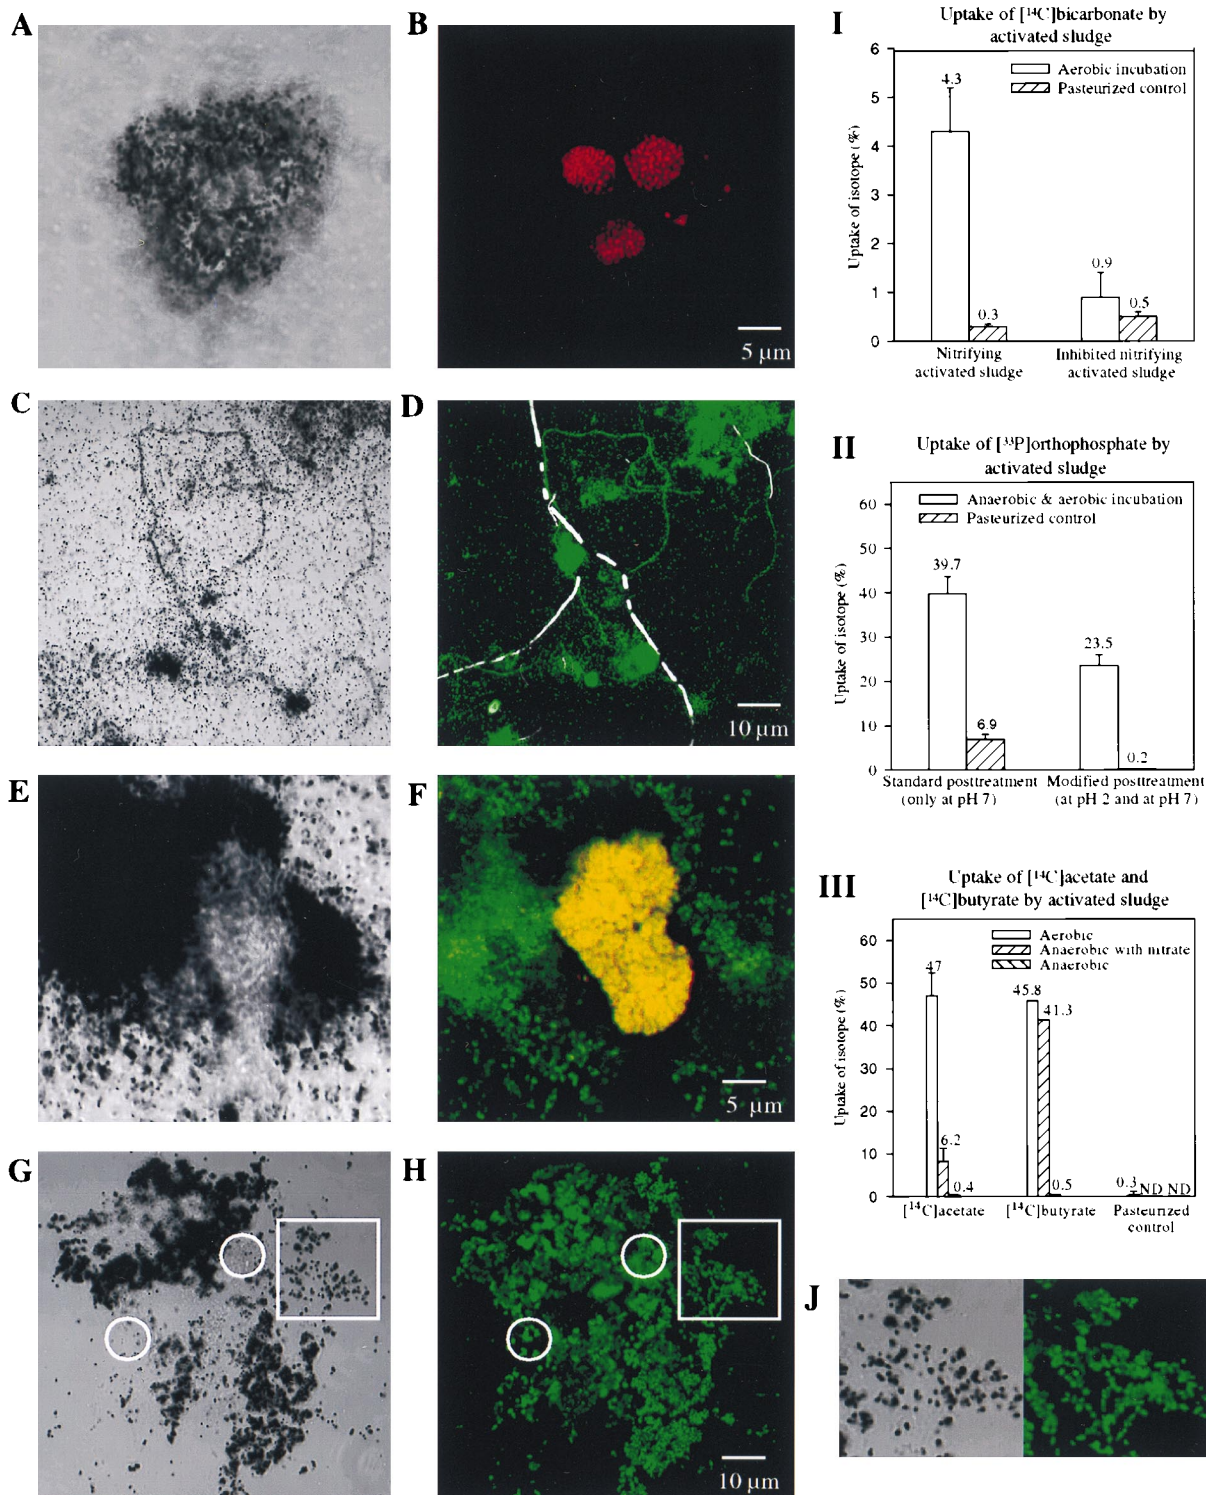 A
B
5 µm
C
D
10 µm
E
F
5 µm
G
H
10 µm
I
Uptake of [¹⁴C]bicarbonate by
activated sludge
Uptake of isotope (%)
6
5
4
3
2
1
0
Aerobic incubation
Pasteurized control
4.3
0.3
0.9
0.5
Nitrifying
activated sludge
Inhibited nitrifying
activated sludge
II
Uptake of [³³P]orthophosphate by
activated sludge
Uptake of isotope (%)
60
50
40
30
20
10
0
Anaerobic & aerobic incubation
Pasteurized control
39.7
6.9
23.5
0.2
Standard posttreatment
(only at pH 7)
Modified posttreatment
(at pH 2 and at pH 7)
III
Uptake of [¹⁴C]acetate and
[¹⁴C]butyrate by activated sludge
Uptake of isotope (%)
60
50
40
30
20
10
0
Aerobic
Anaerobic with nitrate
Anaerobic
47
6.2
0.4
45.8
41.3
0.5
0.3
ND ND
[¹⁴C]acetate
[¹⁴C]butyrate
Pasteurized
control
J